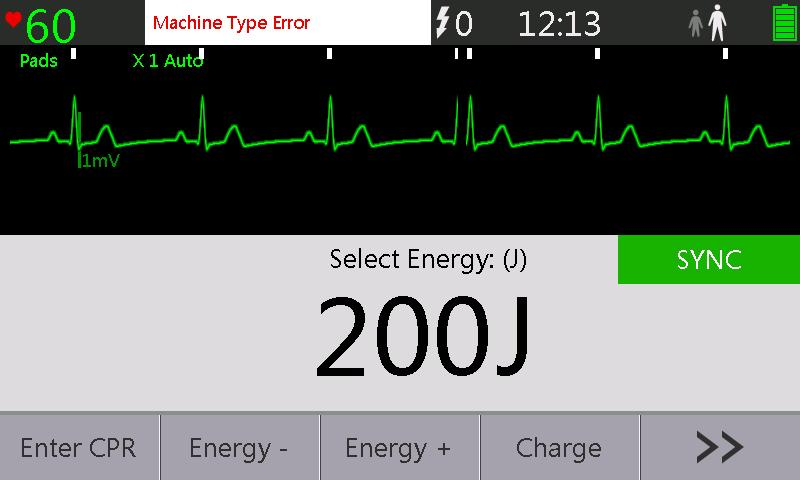 60
Machine Type Error
0
12:13
Pads
X 1 Auto
1mV
Select Energy: (J)
SYNC
200J
Enter CPR
Energy -
Energy +
Charge
>>